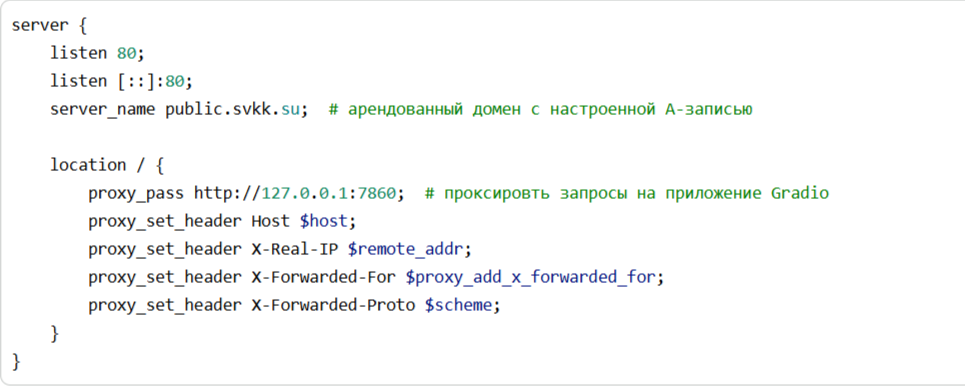 server {
    listen 80;
    listen [::]:80;
    server_name public.svkk.su;  # арендованный домен с настроенной А-записью

    location / {
        proxy_pass http://127.0.0.1:7860;  # проксировть запросы на приложение Gradio
        proxy_set_header Host $host;
        proxy_set_header X-Real-IP $remote_addr;
        proxy_set_header X-Forwarded-For $proxy_add_x_forwarded_for;
        proxy_set_header X-Forwarded-Proto $scheme;
    }
}